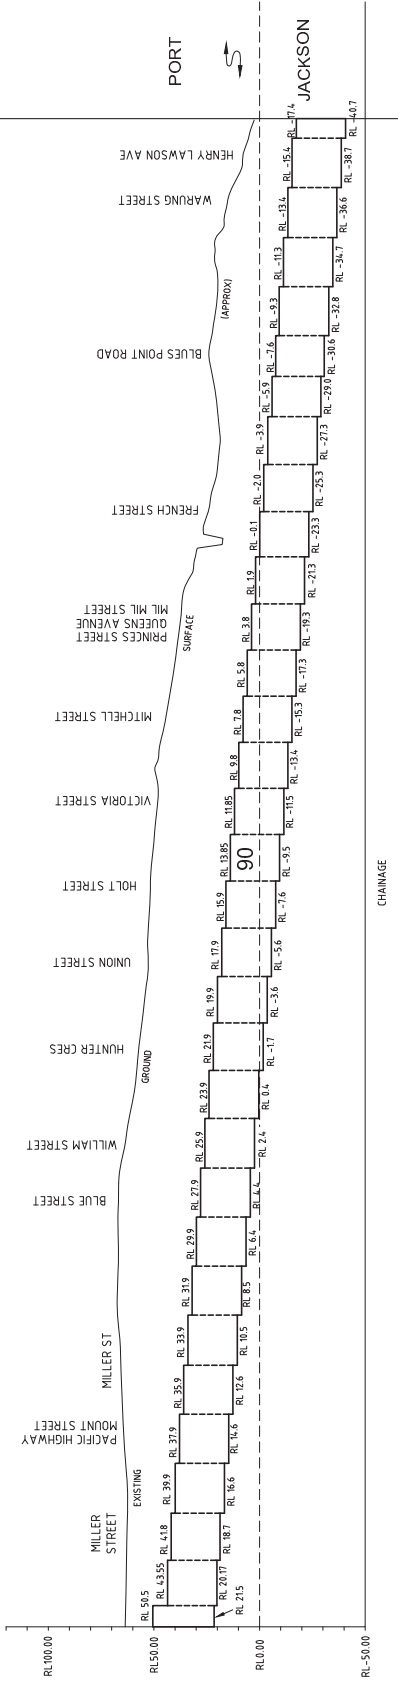 PORT
JACKSON
HENRY LAWSON AVE
WARUNG STREET
(APPROX)
BLUES POINT ROAD
FRENCH STREET
MIL MIL STREET
QUEENS AVENUE
PRINCES STREET
SURFACE
MITCHELL STREET
VICTORIA STREET
HOLT STREET
UNION STREET
HUNTER CRES
GROUND
WILLIAM STREET
BLUE STREET
MILLER ST
PACIFIC HIGHWAY
MOUNT STREET
EXISTING
MILLER
STREET
RL 50.5
RL 43.55
RL 41.8
RL 39.9
RL 37.9
RL 35.9
RL 33.9
RL 31.9
RL 29.9
RL 27.9
RL 25.9
RL 23.9
RL 21.9
RL 19.9
RL 17.9
RL 15.9
RL 13.85
RL 11.85
RL 9.8
RL 7.8
RL 5.8
RL 3.8
RL 1.9
RL -0.1
RL -2.0
RL -3.9
RL -5.9
RL -7.6
RL -9.3
RL -11.3
RL -13.4
RL -15.4
RL -17.4
90
RL 21.5
RL 20.17
RL 18.7
RL 16.6
RL 14.6
RL 12.6
RL 10.5
RL 8.5
RL 6.4
RL 4.4
RL 2.4
RL 0.4
RL -1.7
RL -3.6
RL -5.6
RL -7.6
RL -9.5
RL -11.5
RL -13.4
RL -15.3
RL -17.3
RL -19.3
RL -21.3
RL -23.3
RL -25.3
RL -27.3
RL -29.0
RL -30.6
RL -32.8
RL -34.7
RL -36.6
RL -38.7
RL -40.7
RL100.00
RL50.00
RL0.00
RL-50.00
CHAINAGE